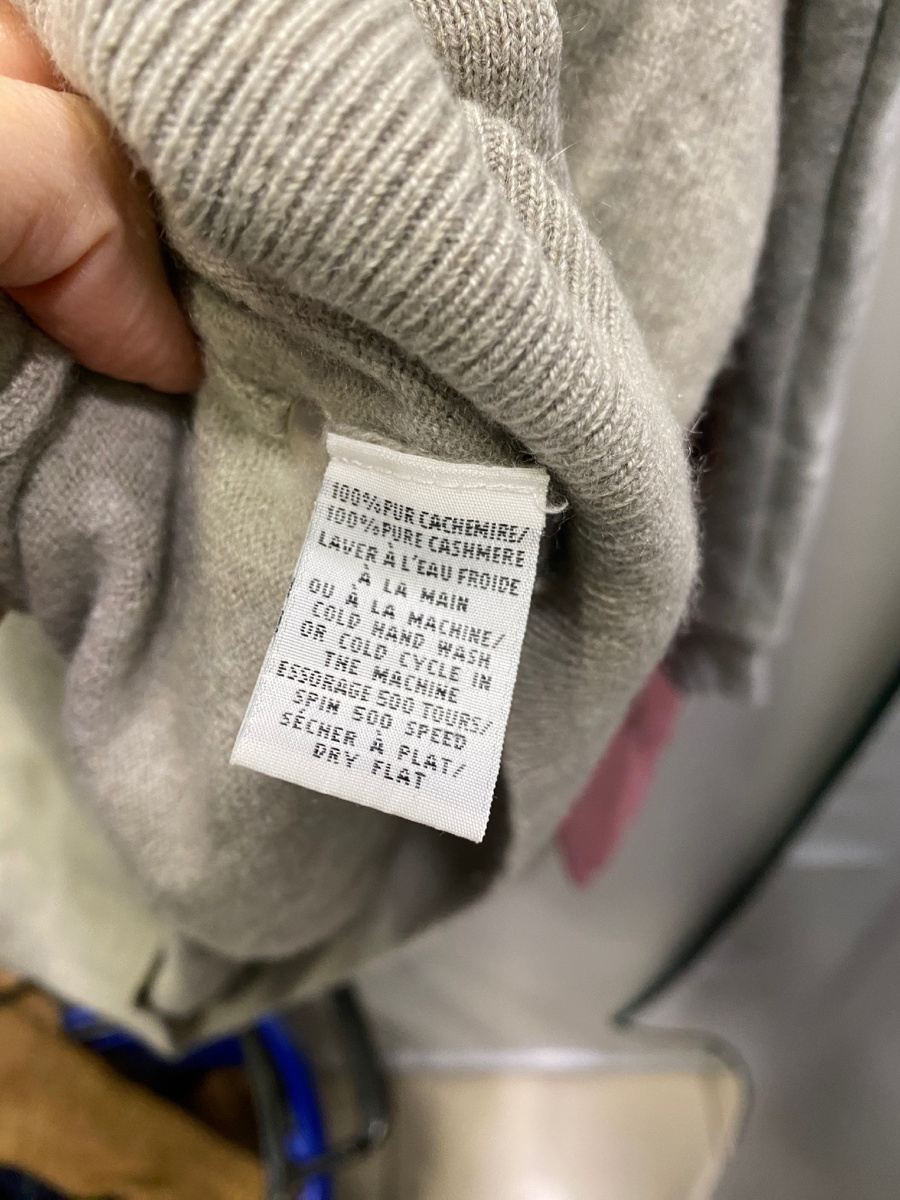 100%PUR CACHEMIRE/
100%PURE CASHMERE
LAVER À L'EAU FROIDE
À LA MAIN
OU À LA MACHINE/
COLD HAND WASH
OR COLD CYCLE IN
THE MACHINE
ESSORAGE 500 TOURS/
SPIN 500 SPEED
SÉCHER À PLAT/
DRY FLAT